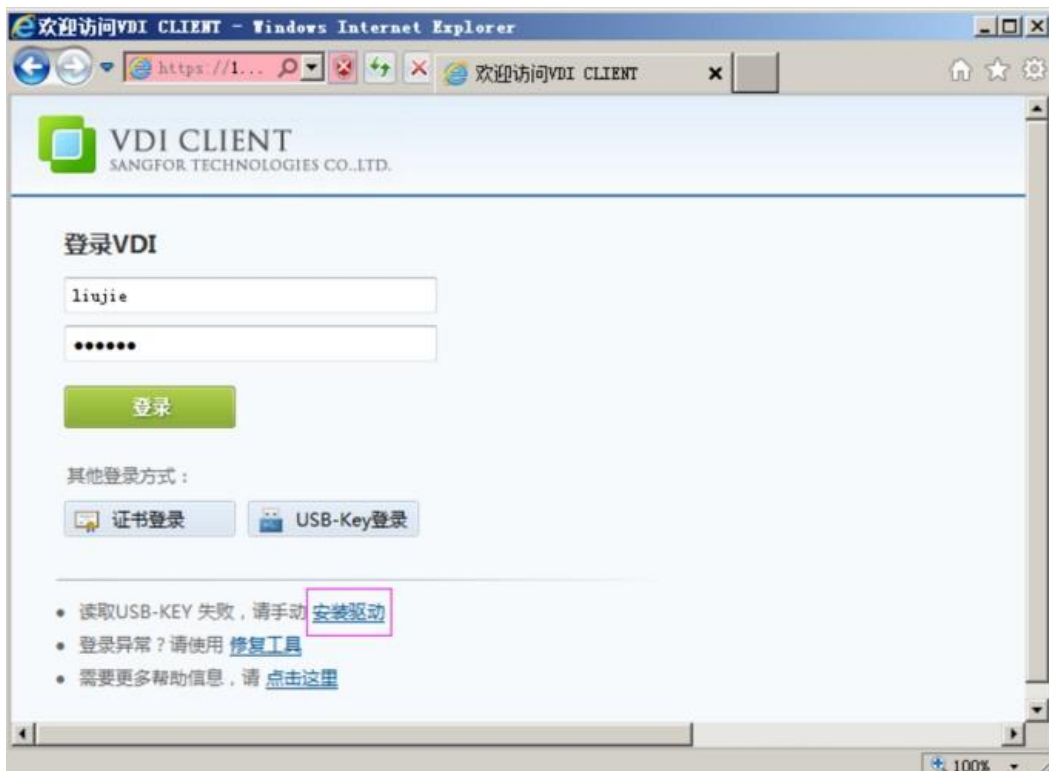 欢迎访问VDI CLIENT - Windows Internet Explorer
https://1... 欢迎访问VDI CLIENT
VDI CLIENT
SANGFOR TECHNOLOGIES CO.,LTD.
登录VDI
liujie
••••••
登录
其他登录方式：
证书登录 USB-Key登录
• 读取USB-KEY 失败，请手动 安装驱动
• 登录异常？请使用 修复工具
• 需要更多帮助信息，请 点击这里
100%